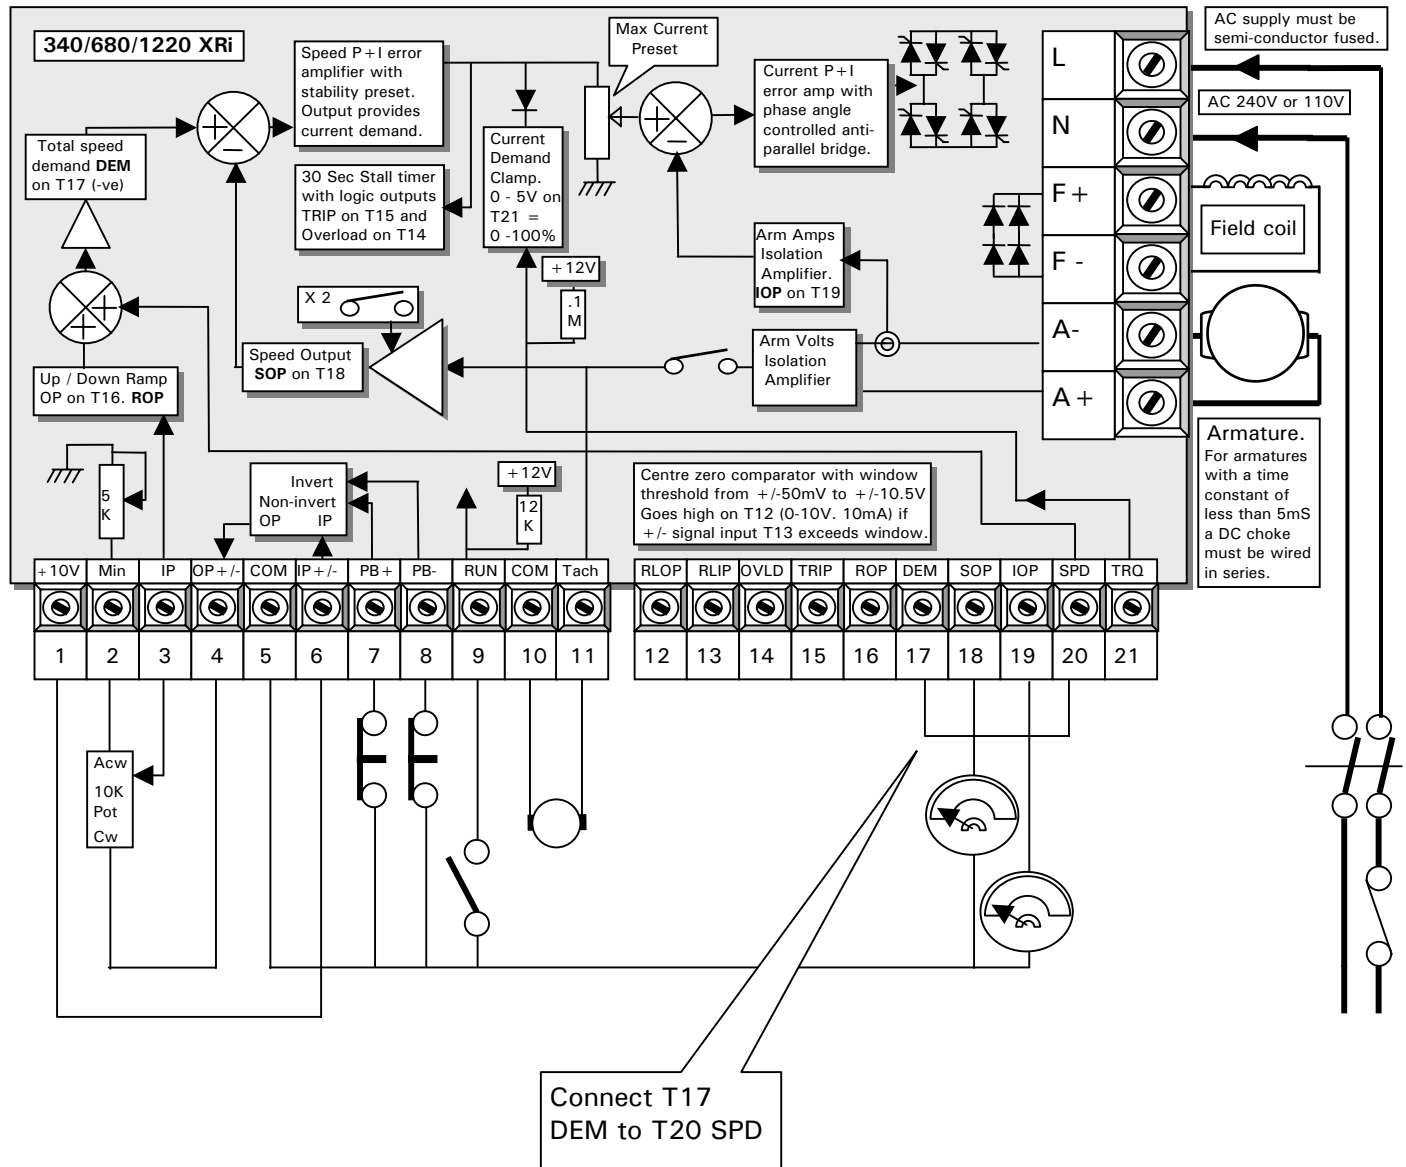 340/680/1220 XRi
Speed P+I error
amplifier with
stability preset.
Output provides
current demand.
Max Current
Preset
Current P+I
error amp with
phase angle
controlled anti-
parallel bridge.
L
N
F+
F -
A-
A+
AC supply must be
semi-conductor fused.
AC 240V or 110V
Field coil
Total speed
demand DEM
on T17 (-ve)
30 Sec Stall timer
with logic outputs
TRIP on T15 and
Overload on T14
Current
Demand
Clamp.
0 - 5V on
T21 =
0 -100%
+12V
.1
M
Arm Amps
Isolation
Amplifier.
IOP on T19
X 2
Speed Output
SOP on T18
Arm Volts
Isolation
Amplifier
Up / Down Ramp
OP on T16. ROP
Armature.
For armatures
with a time
constant of
less than 5mS
a DC choke
must be wired
in series.
5
K
Invert
Non-invert
OP IP
+12V
12
K
Centre zero comparator with window
threshold from +/-50mV to +/-10.5V
Goes high on T12 (0-10V. 10mA) if
+/- signal input T13 exceeds window.
+10V Min IP OP+/- COM IP+/- PB+ PB- RUN COM Tach
RLOP RLIP OVLD TRIP ROP DEM SOP IOP SPD TRQ
1 2 3 4 5 6 7 8 9 10 11
12 13 14 15 16 17 18 19 20 21
Acw
10K
Pot
Cw
Connect T17
DEM to T20 SPD